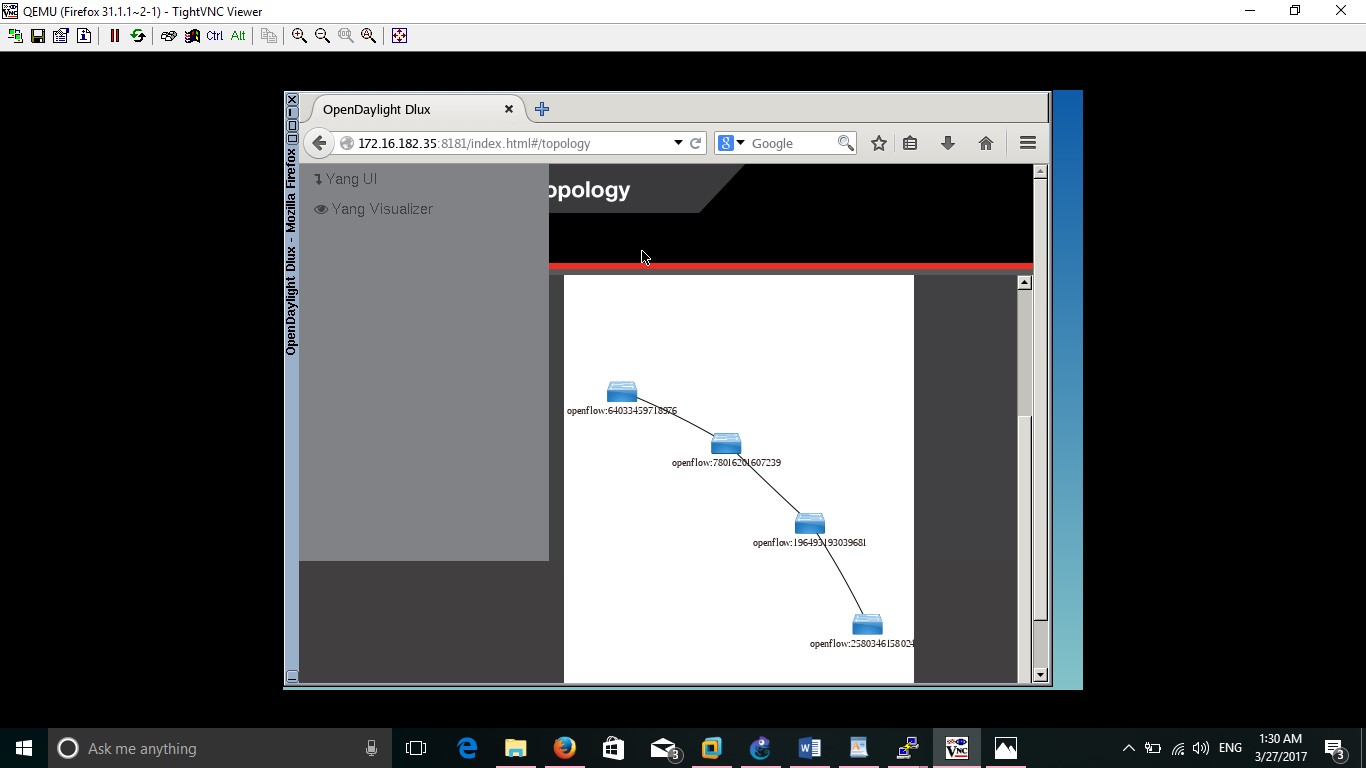 QEMU (Firefox 31.1.1~2-1) - TightVNC Viewer
Ctrl Alt
OpenDaylight Dlux - Mozilla Firefox
OpenDaylight Dlux
172.16.182.35:8181/index.html#/topology
Google
Yang UI
Yang Visualizer
opology
openflow:64033459718976
openflow:78016201607239
openflow:196493193039681
openflow:2580346158024
Ask me anything
3
ENG
1:30 AM
3/27/2017
3